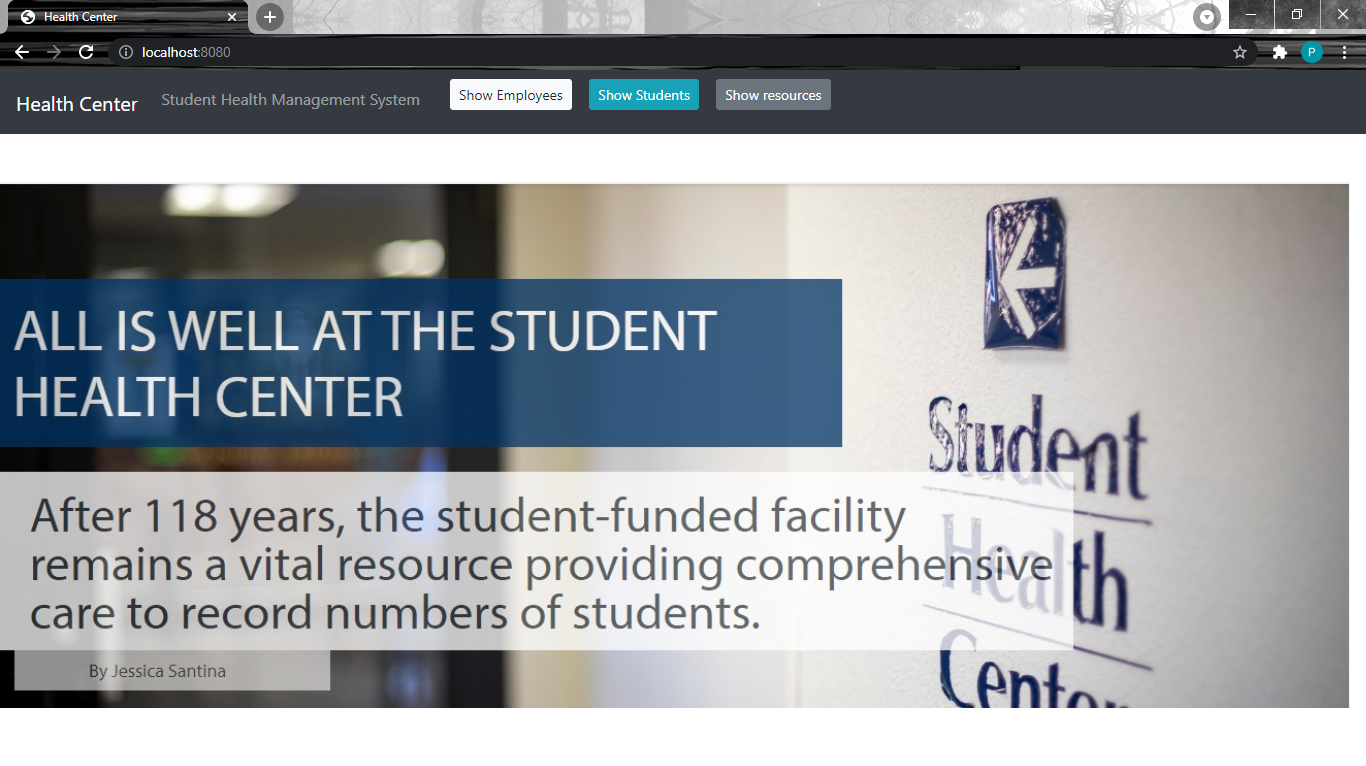 Health Center
localhost:8080
P
Health Center Student Health Management System Show Employees Show Students Show resources
ALL IS WELL AT THE STUDENT
HEALTH CENTER
After 118 years, the student-funded facility
remains a vital resource providing comprehensive
care to record numbers of students.
By Jessica Santina
Student
Health
Center